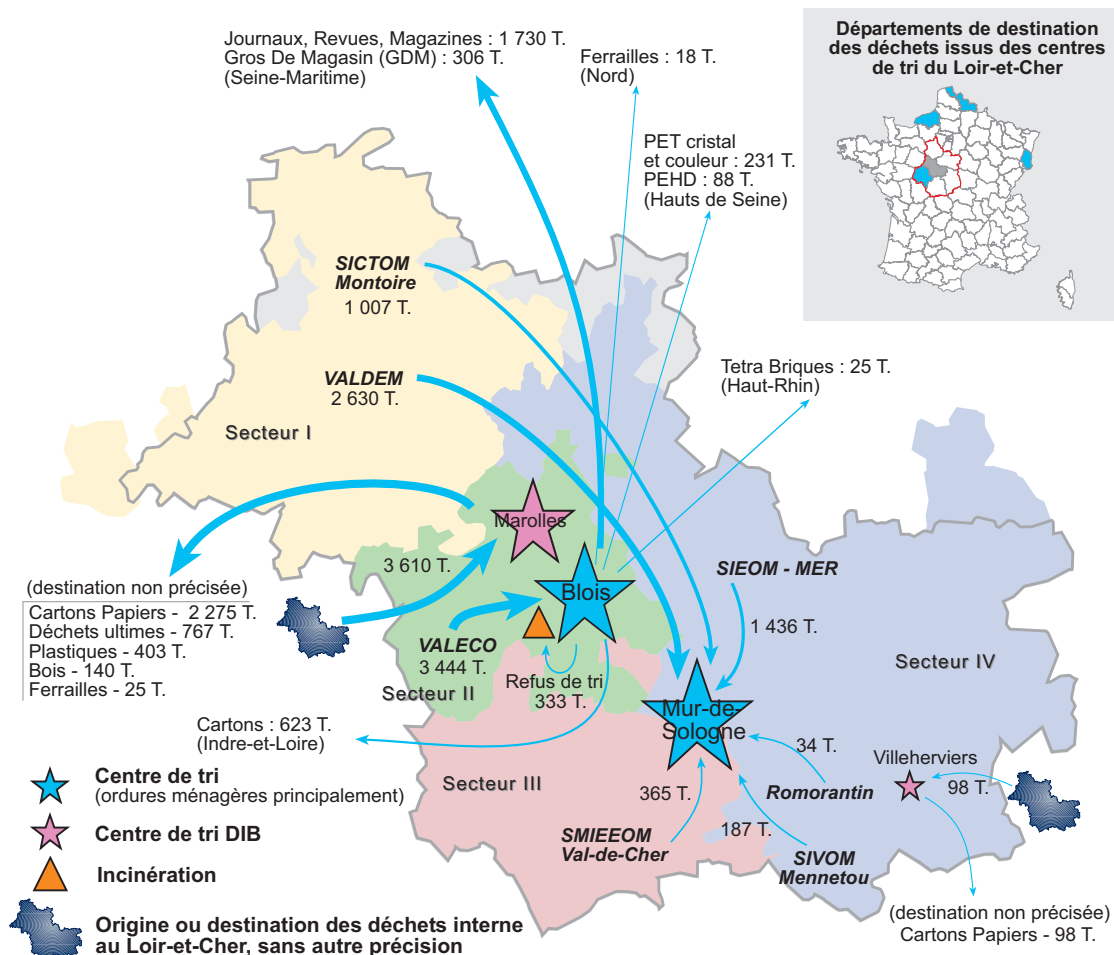 Journaux, Revues, Magazines : 1 730 T.
Gros De Magasin (GDM) : 306 T.
(Seine-Maritime)
Ferrailles : 18 T.
(Nord)
PET cristal
et couleur : 231 T.
PEHD : 88 T.
(Hauts de Seine)
Départements de destination
des déchets issus des centres
de tri du Loir-et-Cher
SICTOM
Montoire
1 007 T.
VALDEM
2 630 T.
Secteur I
Tetra Briques : 25 T.
(Haut-Rhin)
Marolles
3 610 T.
(destination non précisée)
Cartons Papiers - 2 275 T.
Déchets ultimes - 767 T.
Plastiques - 403 T.
Bois - 140 T.
Ferrailles - 25 T.
Blois
SIEOM - MER
1 436 T.
VALECO
3 444 T.
Secteur II
Refus de tri
333 T.
Secteur IV
Mur-de-
Sologne
Cartons : 623 T.
(Indre-et-Loire)
34 T.
Villeherviers
98 T.
Romorantin
Secteur III
365 T.
187 T.
SMIEEOM
Val-de-Cher
SIVOM
Mennetou
(destination non précisée)
Cartons Papiers - 98 T.
Centre de tri
(ordures ménagères principalement)
Centre de tri DIB
Incinération
Origine ou destination des déchets interne
au Loir-et-Cher, sans autre précision